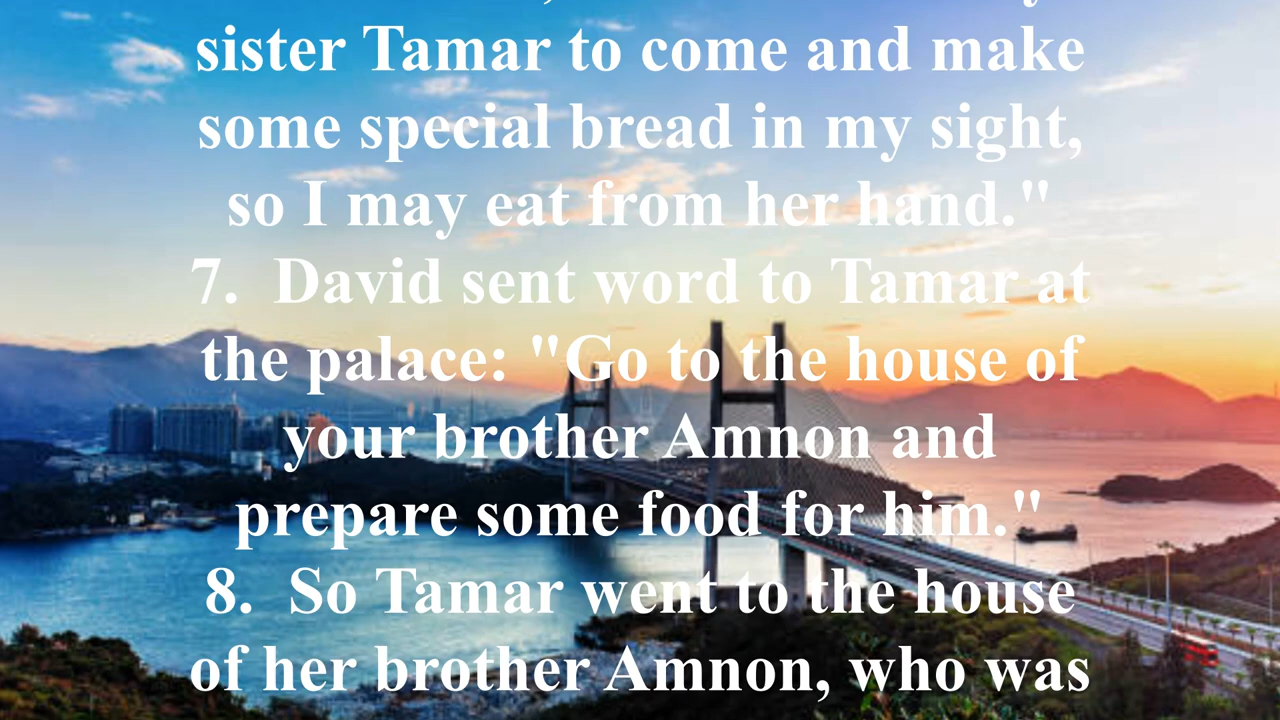 sister Tamar to come and make
some special bread in my sight,
so I may eat from her hand."
7.  David sent word to Tamar at
the palace: "Go to the house of
your brother Amnon and
prepare some food for him."
8.  So Tamar went to the house
of her brother Amnon, who was